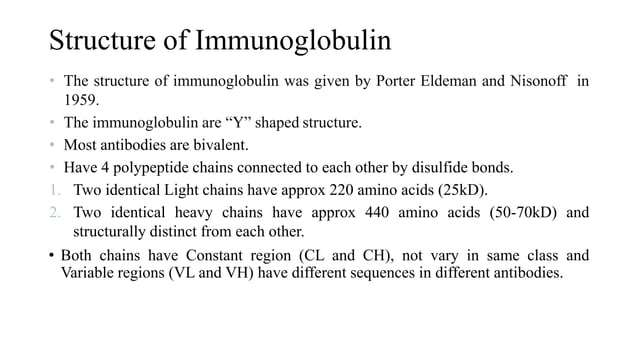 Structure of Immunoglobulin
• The structure of immunoglobulin was given by Porter Eldeman and Nisonoff in
1959.
• The immunoglobulin are “Y” shaped structure.
• Most antibodies are bivalent.
• Have 4 polypeptide chains connected to each other by disulfide bonds.
1. Two identical Light chains have approx 220 amino acids (25kD).
2. Two identical heavy chains have approx 440 amino acids (50-70kD) and
structurally distinct from each other.
• Both chains have Constant region (CL and CH), not vary in same class and
Variable regions (VL and VH) have different sequences in different antibodies.